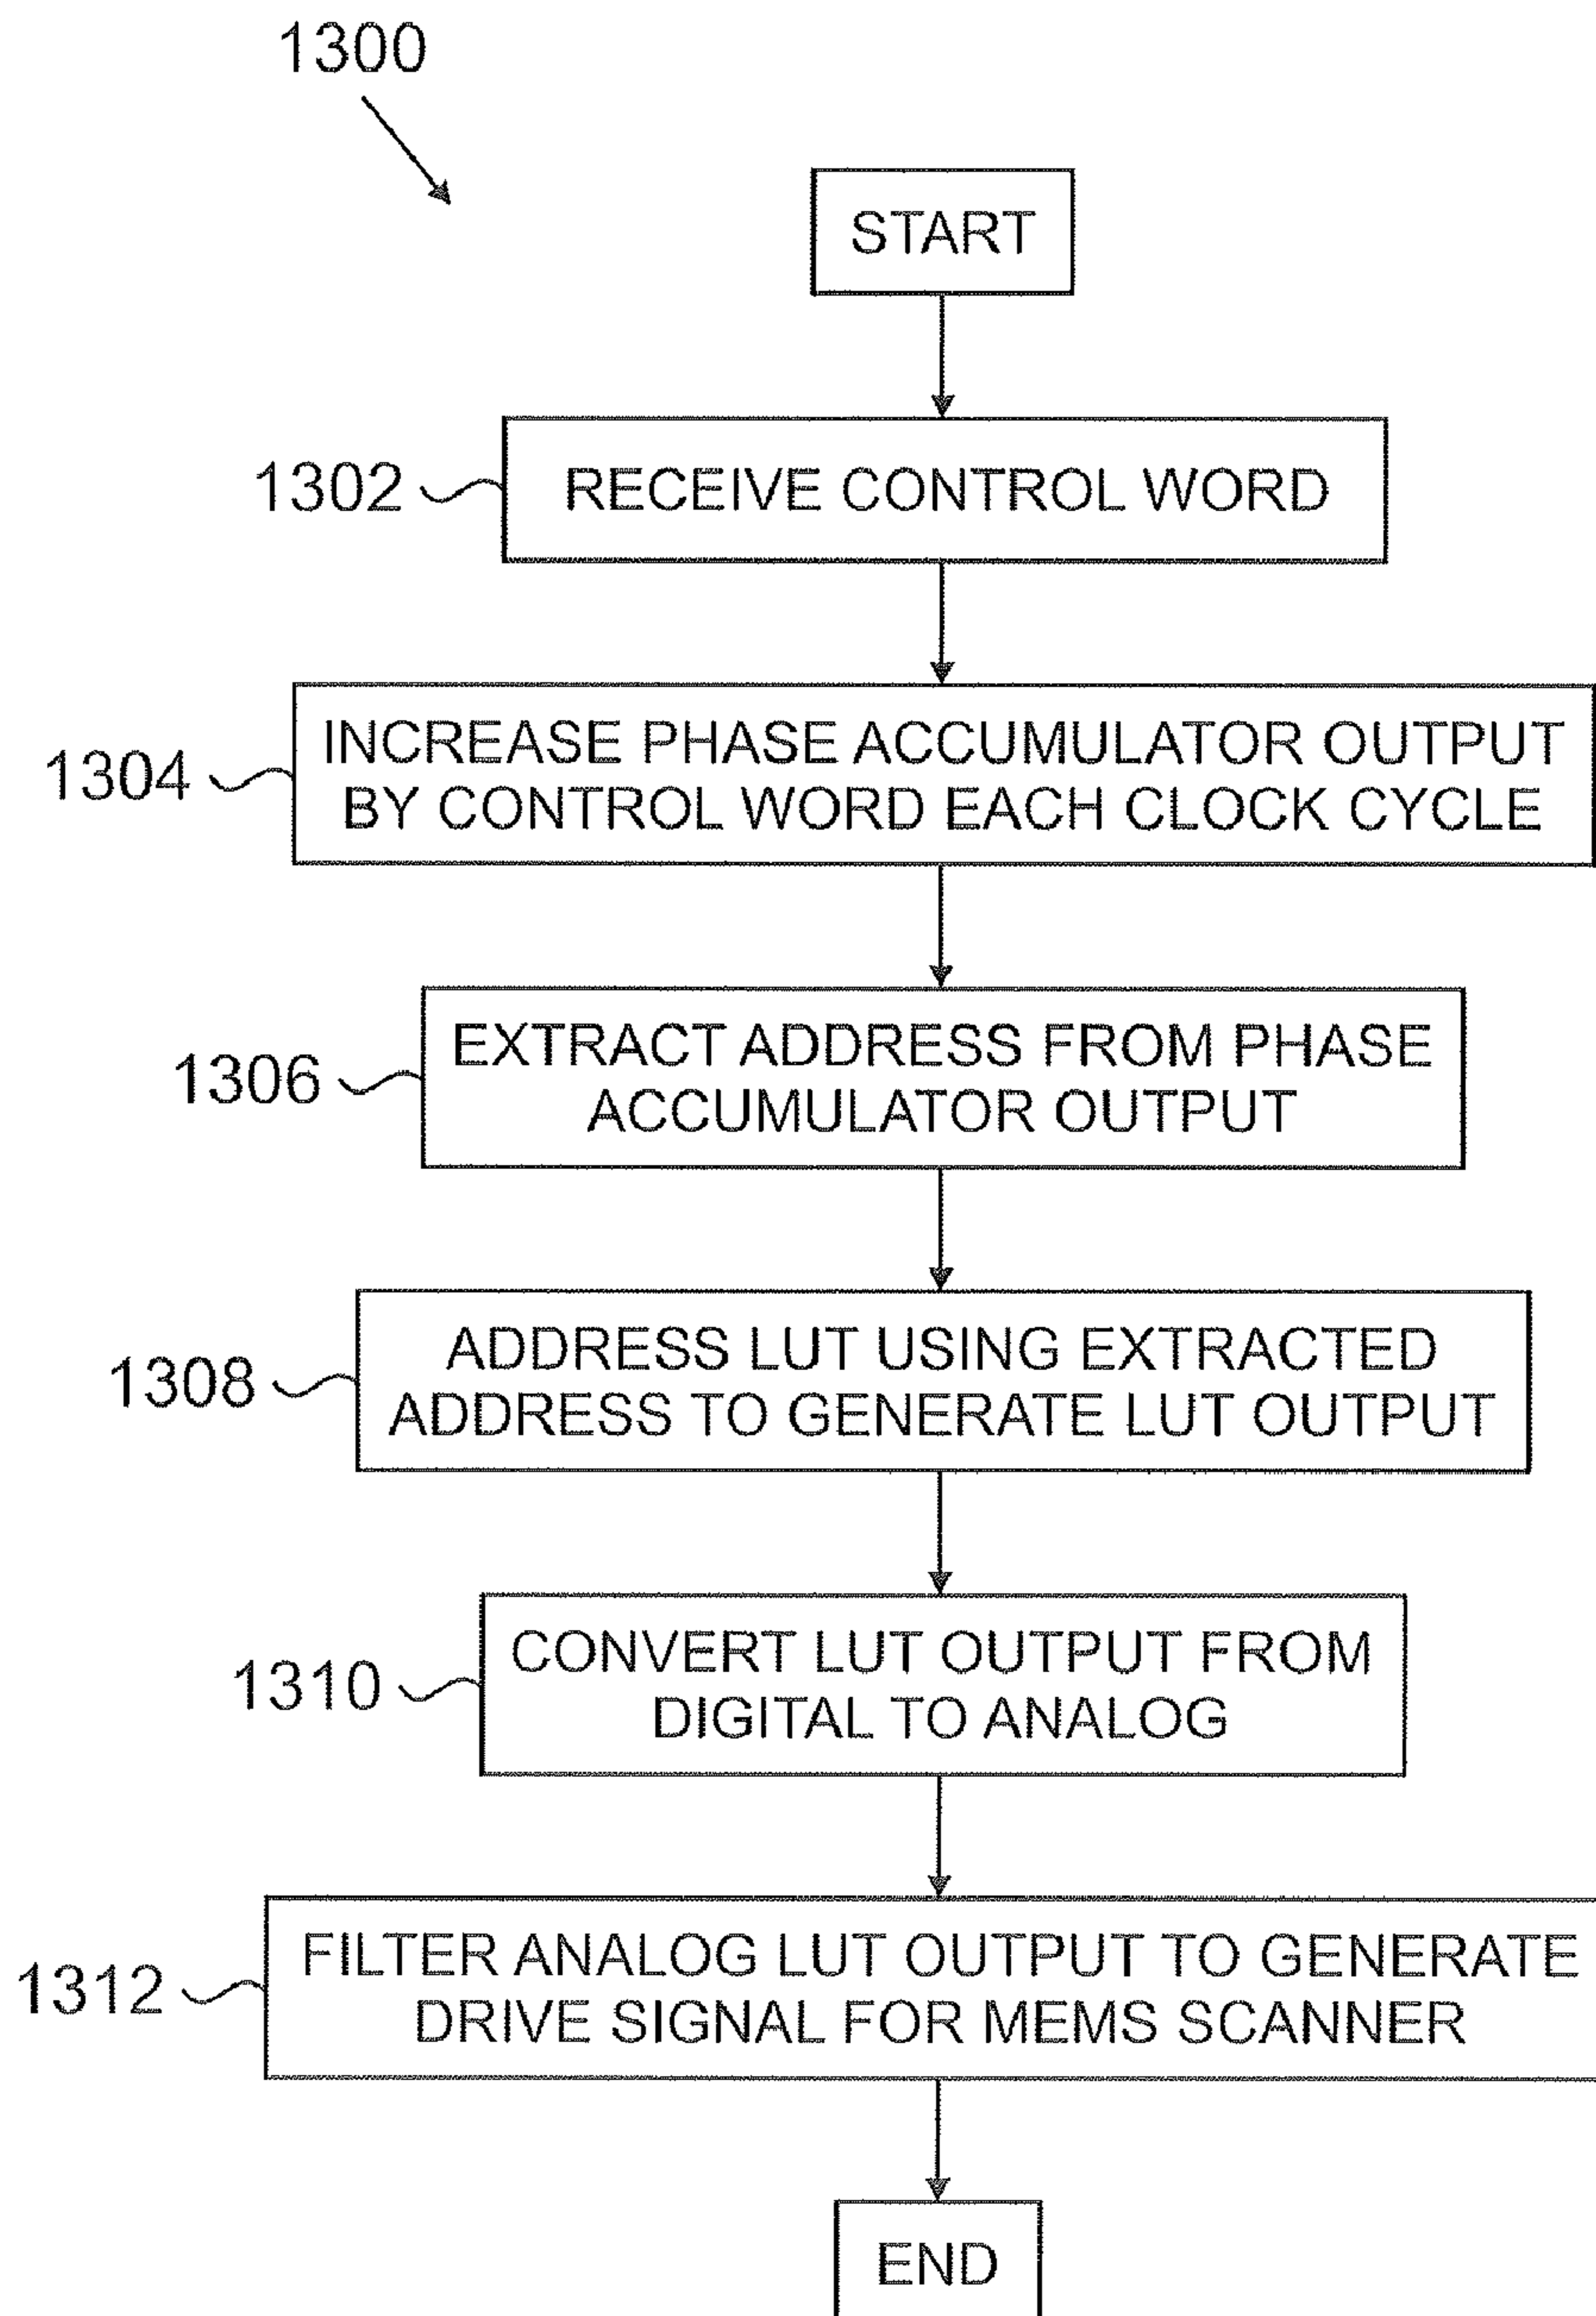 1300
START
1302
RECEIVE CONTROL WORD
1304
INCREASE PHASE ACCUMULATOR OUTPUT
BY CONTROL WORD EACH CLOCK CYCLE
1306
EXTRACT ADDRESS FROM PHASE
ACCUMULATOR OUTPUT
1308
ADDRESS LUT USING EXTRACTED
ADDRESS TO GENERATE LUT OUTPUT
1310
CONVERT LUT OUTPUT FROM
DIGITAL TO ANALOG
1312
FILTER ANALOG LUT OUTPUT TO GENERATE
DRIVE SIGNAL FOR MEMS SCANNER
END